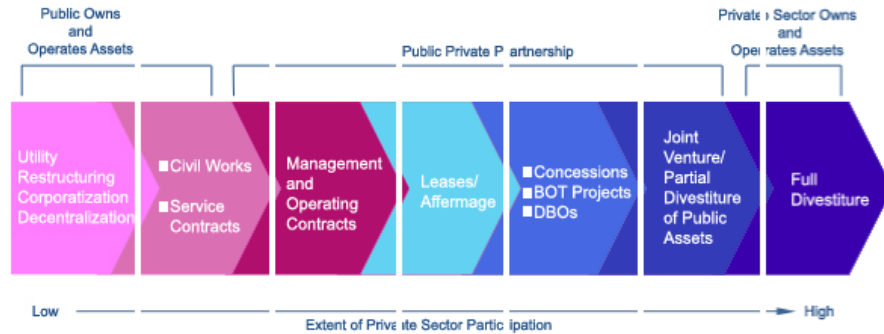 Public Owns
and
Operates Assets
Public Private Partnership
Private Sector Owns
and
Operates Assets
Utility
Restructuring
Corporatization
Decentralization
Civil Works
Service
Contracts
Management
and
Operating
Contracts
Leases/
Affermage
Concessions
BOT Projects
DBOs
Joint
Venture/
Partial
Divestiture
of Public
Assets
Full
Divestiture
Low
High
Extent of Private Sector Participation